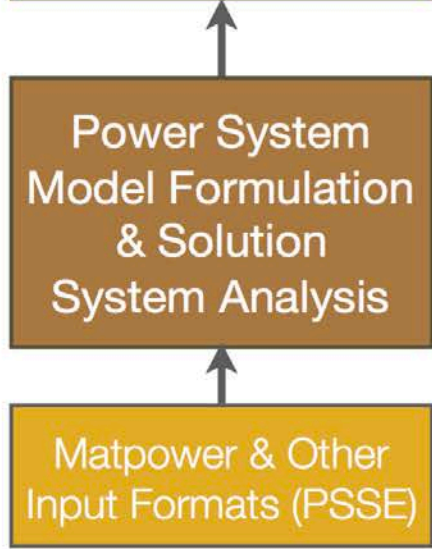 Power System
Model Formulation
& Solution
System Analysis
Matpower & Other
Input Formats (PSSE)